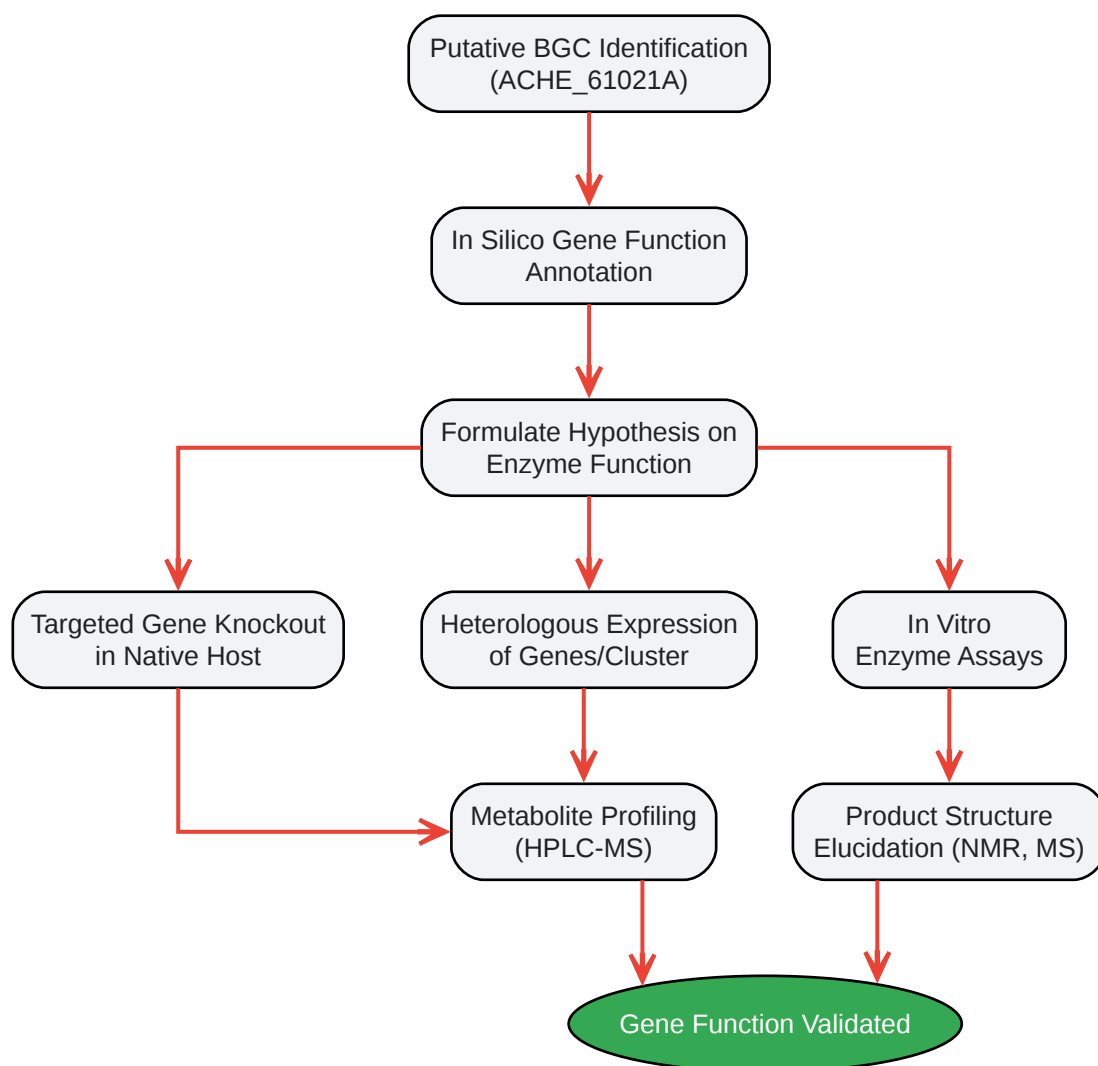 Putative BGC Identification
(ACHE_61021A)
In Silico Gene Function
Annotation
Formulate Hypothesis on
Enzyme Function
Targeted Gene Knockout
in Native Host
Heterologous Expression
of Genes/Cluster
In Vitro
Enzyme Assays
Metabolite Profiling
(HPLC-MS)
Product Structure
Elucidation (NMR, MS)
Gene Function Validated